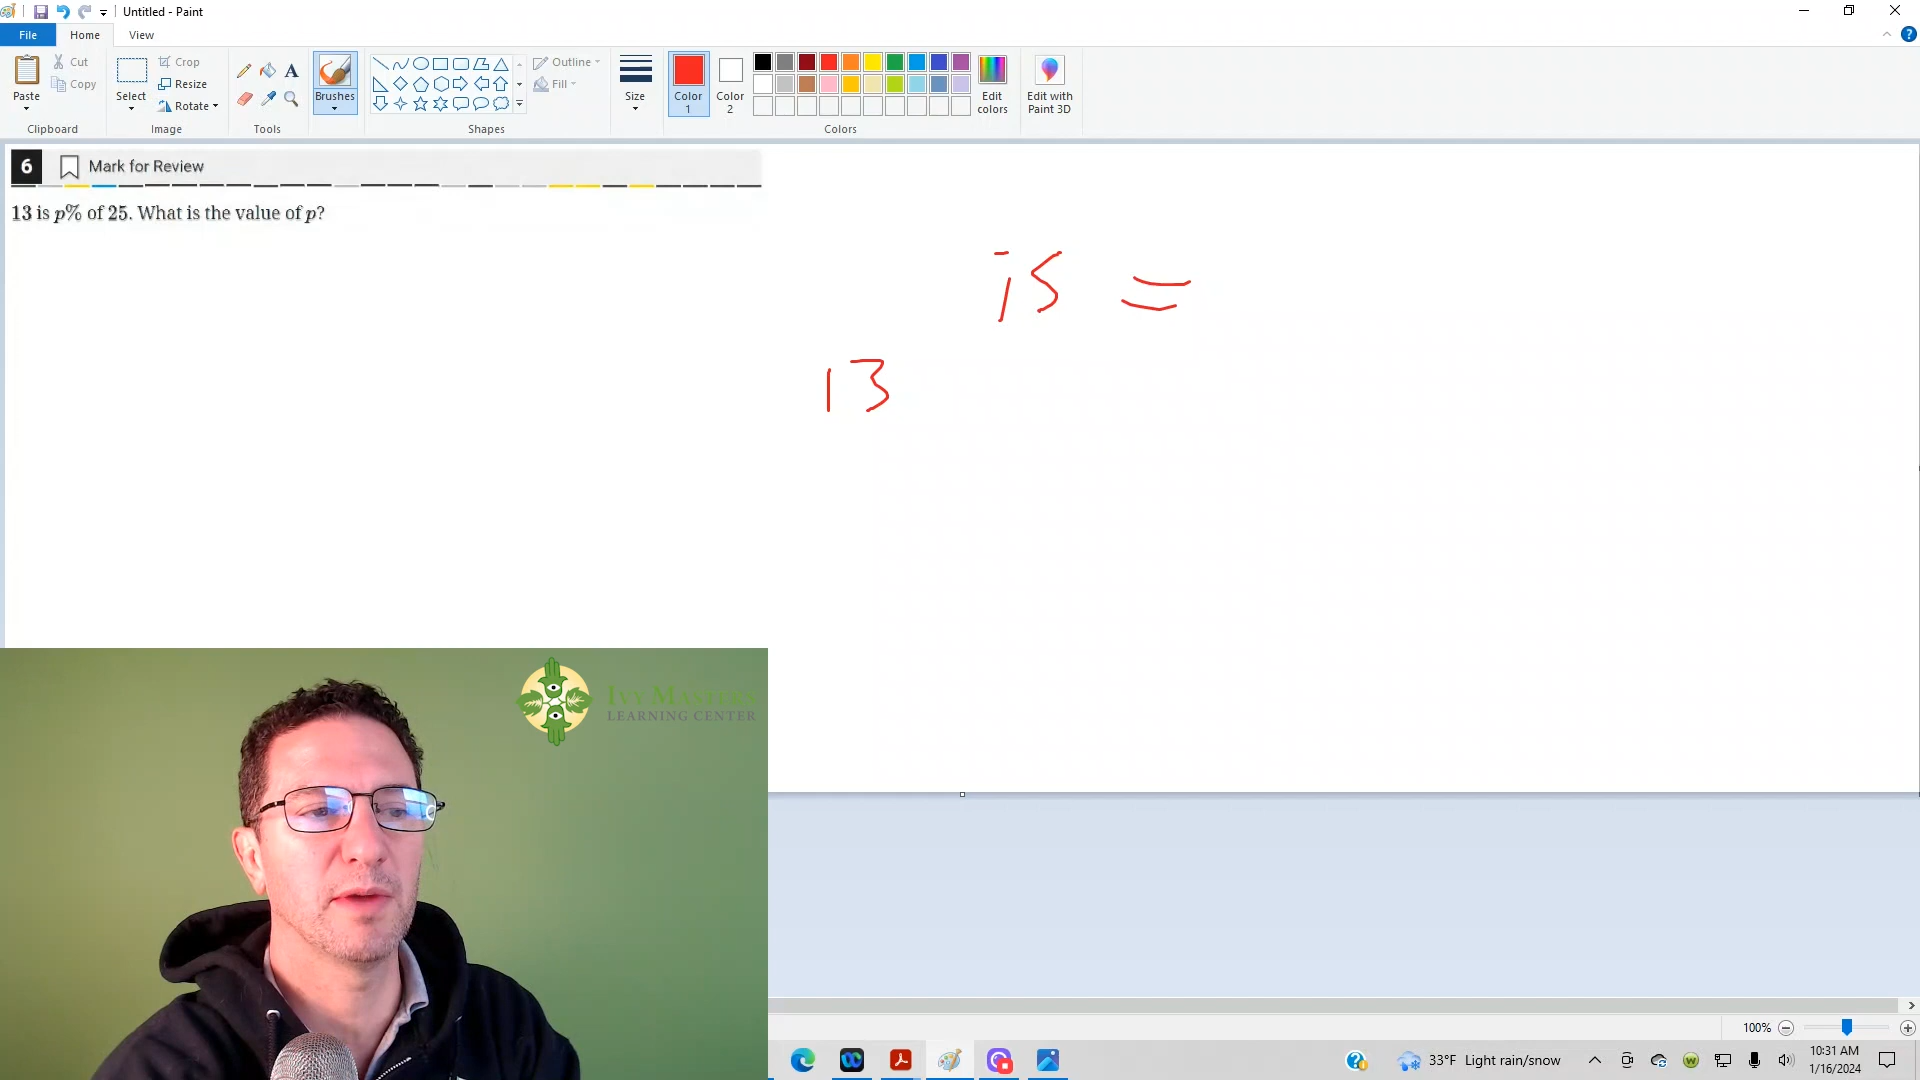 Untitled - Paint
File Home View
Paste Cut Copy
Clipboard
Select Crop Resize Rotate
Image
A
Tools
Brushes
Shapes
Outline Fill
Size
Color 1
Color 2
Edit colors
Colors
Edit with Paint 3D
?
6 Mark for Review
13 is p% of 25. What is the value of p?
is =
13
IVY MASTERS
LEARNING CENTER
100%
33°F Light rain/snow
10:31 AM
1/16/2024